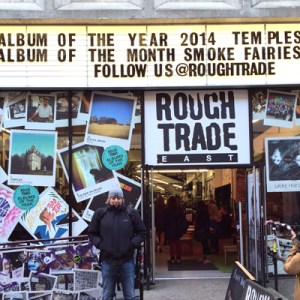 ALBUM OF THE YEAR 2014 TEMPLES
ALBUM OF THE MONTH SMOKE FAIRIES
FOLLOW US@ROUGHTRADE
ROUGH
TRADE
EAST